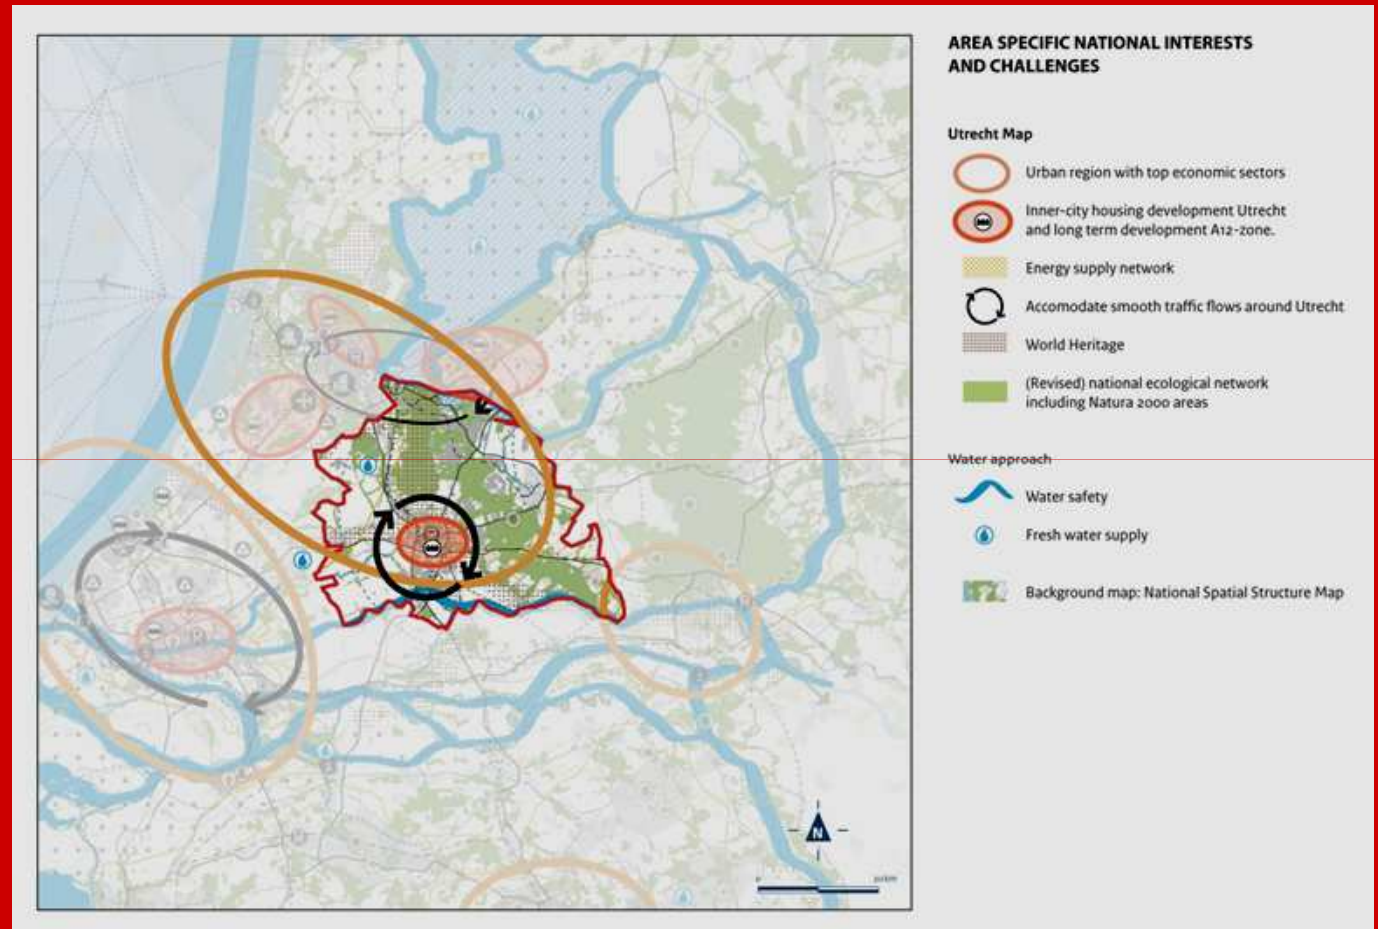 AREA SPECIFIC NATIONAL INTERESTS
AND CHALLENGES
Utrecht Map
Urban region with top economic sectors
Inner-city housing development Utrecht
and long term development A12-zone.
Energy supply network
Accomodate smooth traffic flows around Utrecht
World Heritage
(Revised) national ecological network
including Natura 2000 areas
Water approach
Water safety
Fresh water supply
Background map: National Spatial Structure Map
N
0